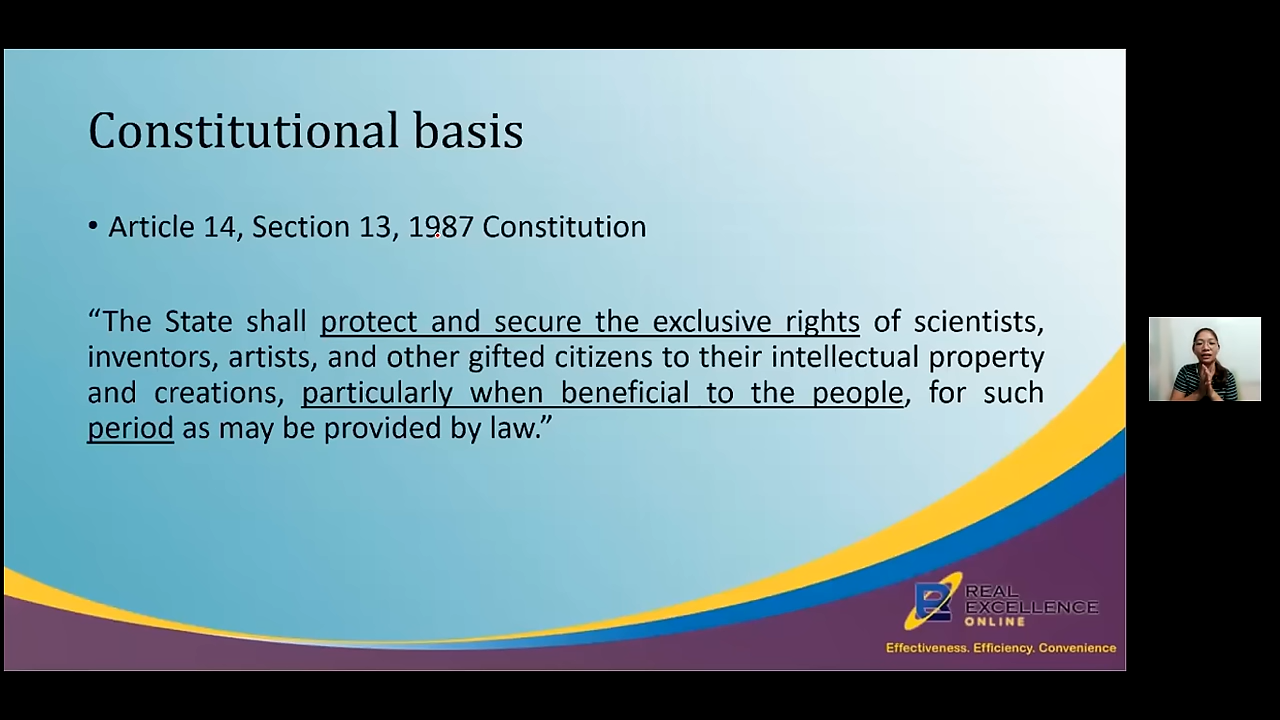 Constitutional basis
• Article 14, Section 13, 1987 Constitution
“The State shall protect and secure the exclusive rights of scientists,
inventors, artists, and other gifted citizens to their intellectual property
and creations, particularly when beneficial to the people, for such
period as may be provided by law.”
REAL
EXCELLENCE
ONLINE
Effectiveness. Efficiency. Convenience